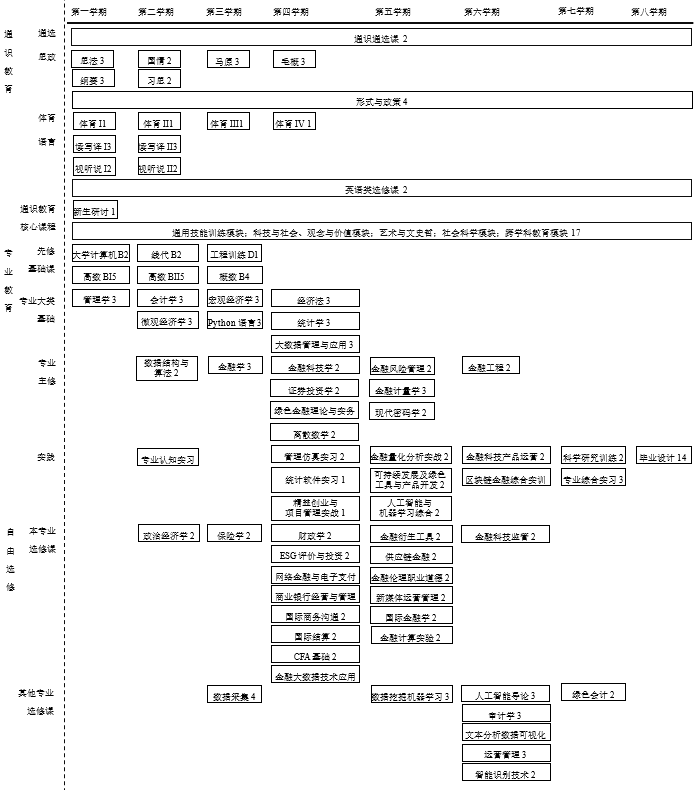 第一学期 第二学期 第三学期 第四学期 第五学期 第六学期 第七学期 第八学期
通识教育 通选 通识通选课 2
思政 思法 3 国情 2 马原 3 毛概 3
纲要 3 习思 2
形式与政策 4
体育 体育 I1 体育 II1 体育 III1 体育 IV 1
语言 读写译 I3 读写译 II3
视听说 I2 视听说 II2
英语类选修课 2
通识教育 新生研讨 1
核心课程 通用技能训练模块；科技与社会、观念与价值模块；艺术与文史哲；社会科学模块；跨学科教育模块 17
专业教育 先修 大学计算机 B2 线代 B2 工程训练 D1
基础课 高数 BI5 高数 BII5 概数 B4
专业大类 管理学 3 会计学 3 宏观经济学 3 经济法 3
基础 微观经济学 3 Python 语言 3 统计学 3
大数据管理与应用 3
专业 数据结构与 金融学 3 金融科技学 2 金融风险管理 2 金融工程 2
主修 算法 2
证券投资学 2 金融计量学 3
绿色金融理论与实务 现代密码学 2
离散数学 2
实践 专业认知实习 管理仿真实习 2 金融量化分析实战 2 金融科技产品运营 2 科学研究训练 2 毕业设计 14
统计软件实习 1 可持续发展及绿色 区块链金融综合实训 专业综合实习 3
工具与产品开发 2
精益创业与 人工智能与
项目管理实战 1 机器学习综合 2
自由选修 本专业 政治经济学 2 保险学 2 财政学 2 金融衍生工具 2 金融科技监管 2
选修课 ESG 评价与投资 2 供应链金融 2
网络金融与电子支付 金融伦理职业道德 2
商业银行经营与管理 新媒体运营管理 2
国际商务沟通 2 国际金融学 2
国际结算 2 金融计算实验 2
CFA 基础 2
金融大数据技术应用
其他专业 数据采集 4 数据挖掘机器学习 3 人工智能导论 3 绿色会计 2
选修课 审计学 3
文本分析数据可视化
运营管理 3
智能识别技术 2